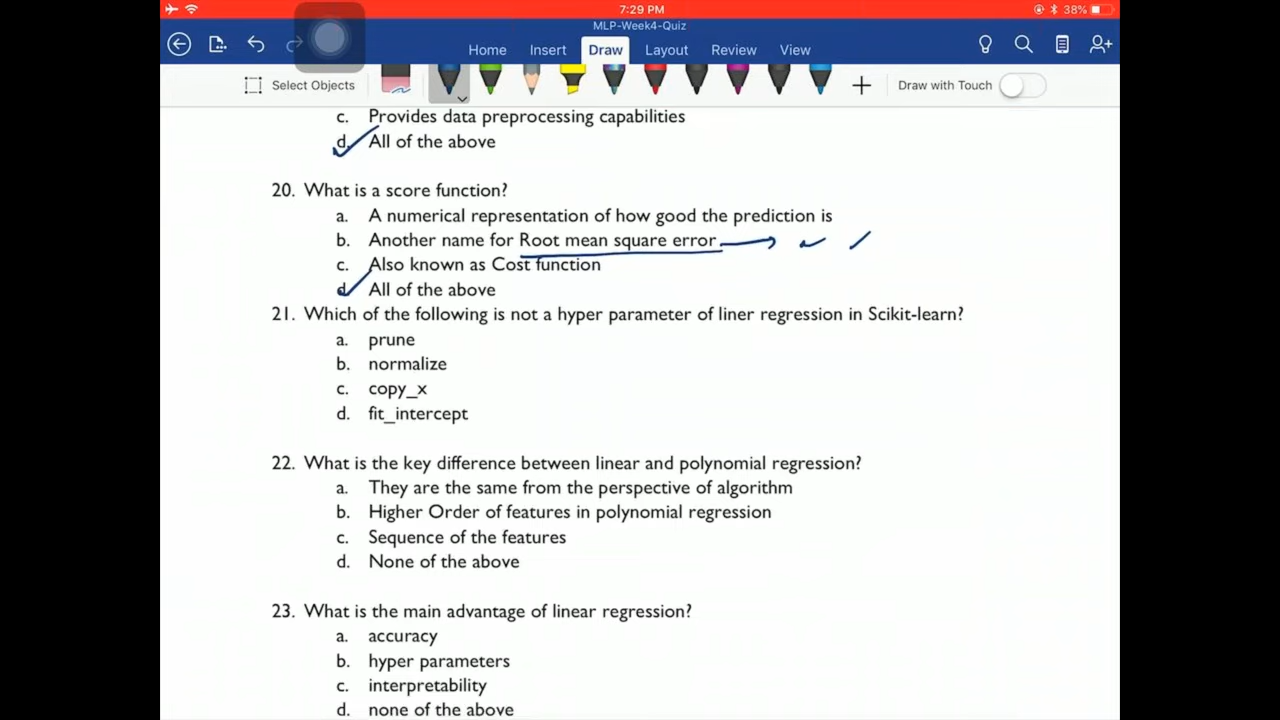 7:29 PM
38%
MLP-Week4-Quiz
Home Insert Draw Layout Review View
Select Objects
Draw with Touch
c. Provides data preprocessing capabilities
d. All of the above
20. What is a score function?
a. A numerical representation of how good the prediction is
b. Another name for Root mean square error
c. Also known as Cost function
d. All of the above
21. Which of the following is not a hyper parameter of liner regression in Scikit-learn?
a. prune
b. normalize
c. copy_x
d. fit_intercept
22. What is the key difference between linear and polynomial regression?
a. They are the same from the perspective of algorithm
b. Higher Order of features in polynomial regression
c. Sequence of the features
d. None of the above
23. What is the main advantage of linear regression?
a. accuracy
b. hyper parameters
c. interpretability
d. none of the above